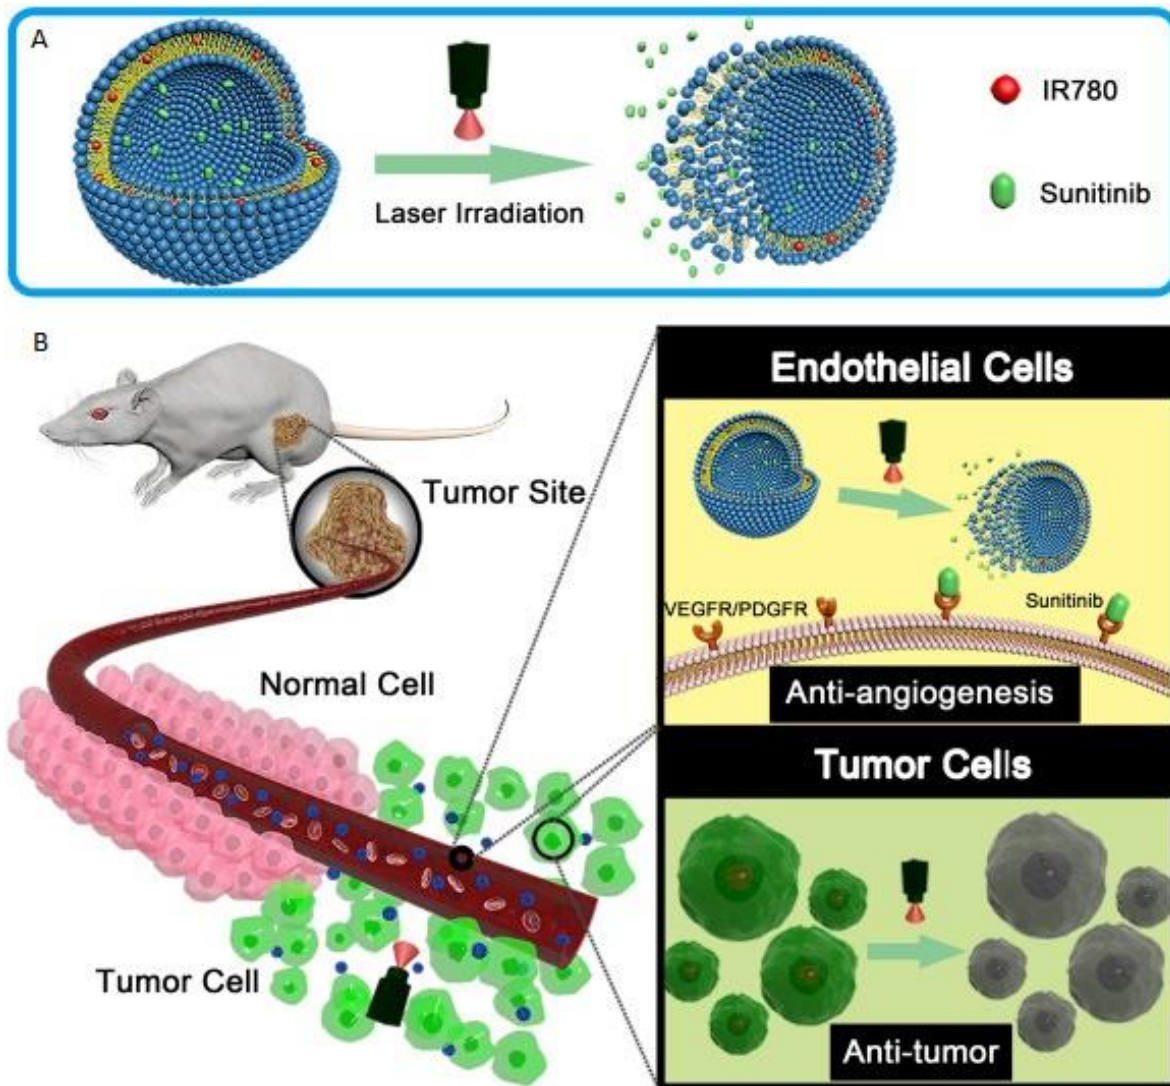 A
Laser Irradiation
IR780
Sunitinib
B
Tumor Site
Normal Cell
Tumor Cell
Endothelial Cells
VEGFR/PDGFR
Sunitinib
Anti-angiogenesis
Tumor Cells
Anti-tumor